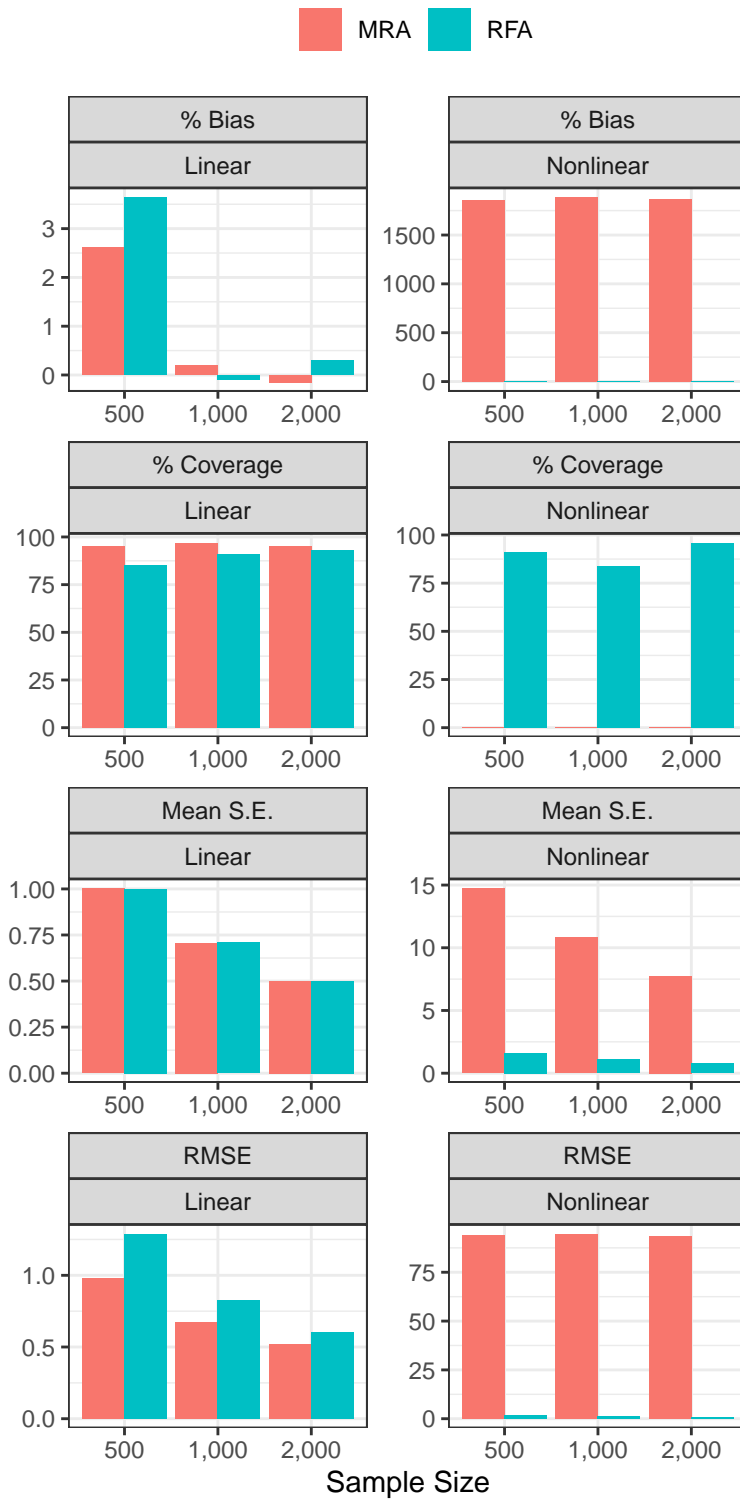 MRA RFA
% Bias % Bias
Linear Nonlinear
3
2
1
0
1500
1000
500
0
500 1,000 2,000 500 1,000 2,000
% Coverage % Coverage
Linear Nonlinear
100
75
50
25
0
100
75
50
25
0
500 1,000 2,000 500 1,000 2,000
Mean S.E. Mean S.E.
Linear Nonlinear
1.00
0.75
0.50
0.25
0.00
15
10
5
0
500 1,000 2,000 500 1,000 2,000
RMSE RMSE
Linear Nonlinear
1.0
0.5
0.0
75
50
25
0
500 1,000 2,000 500 1,000 2,000
Sample Size